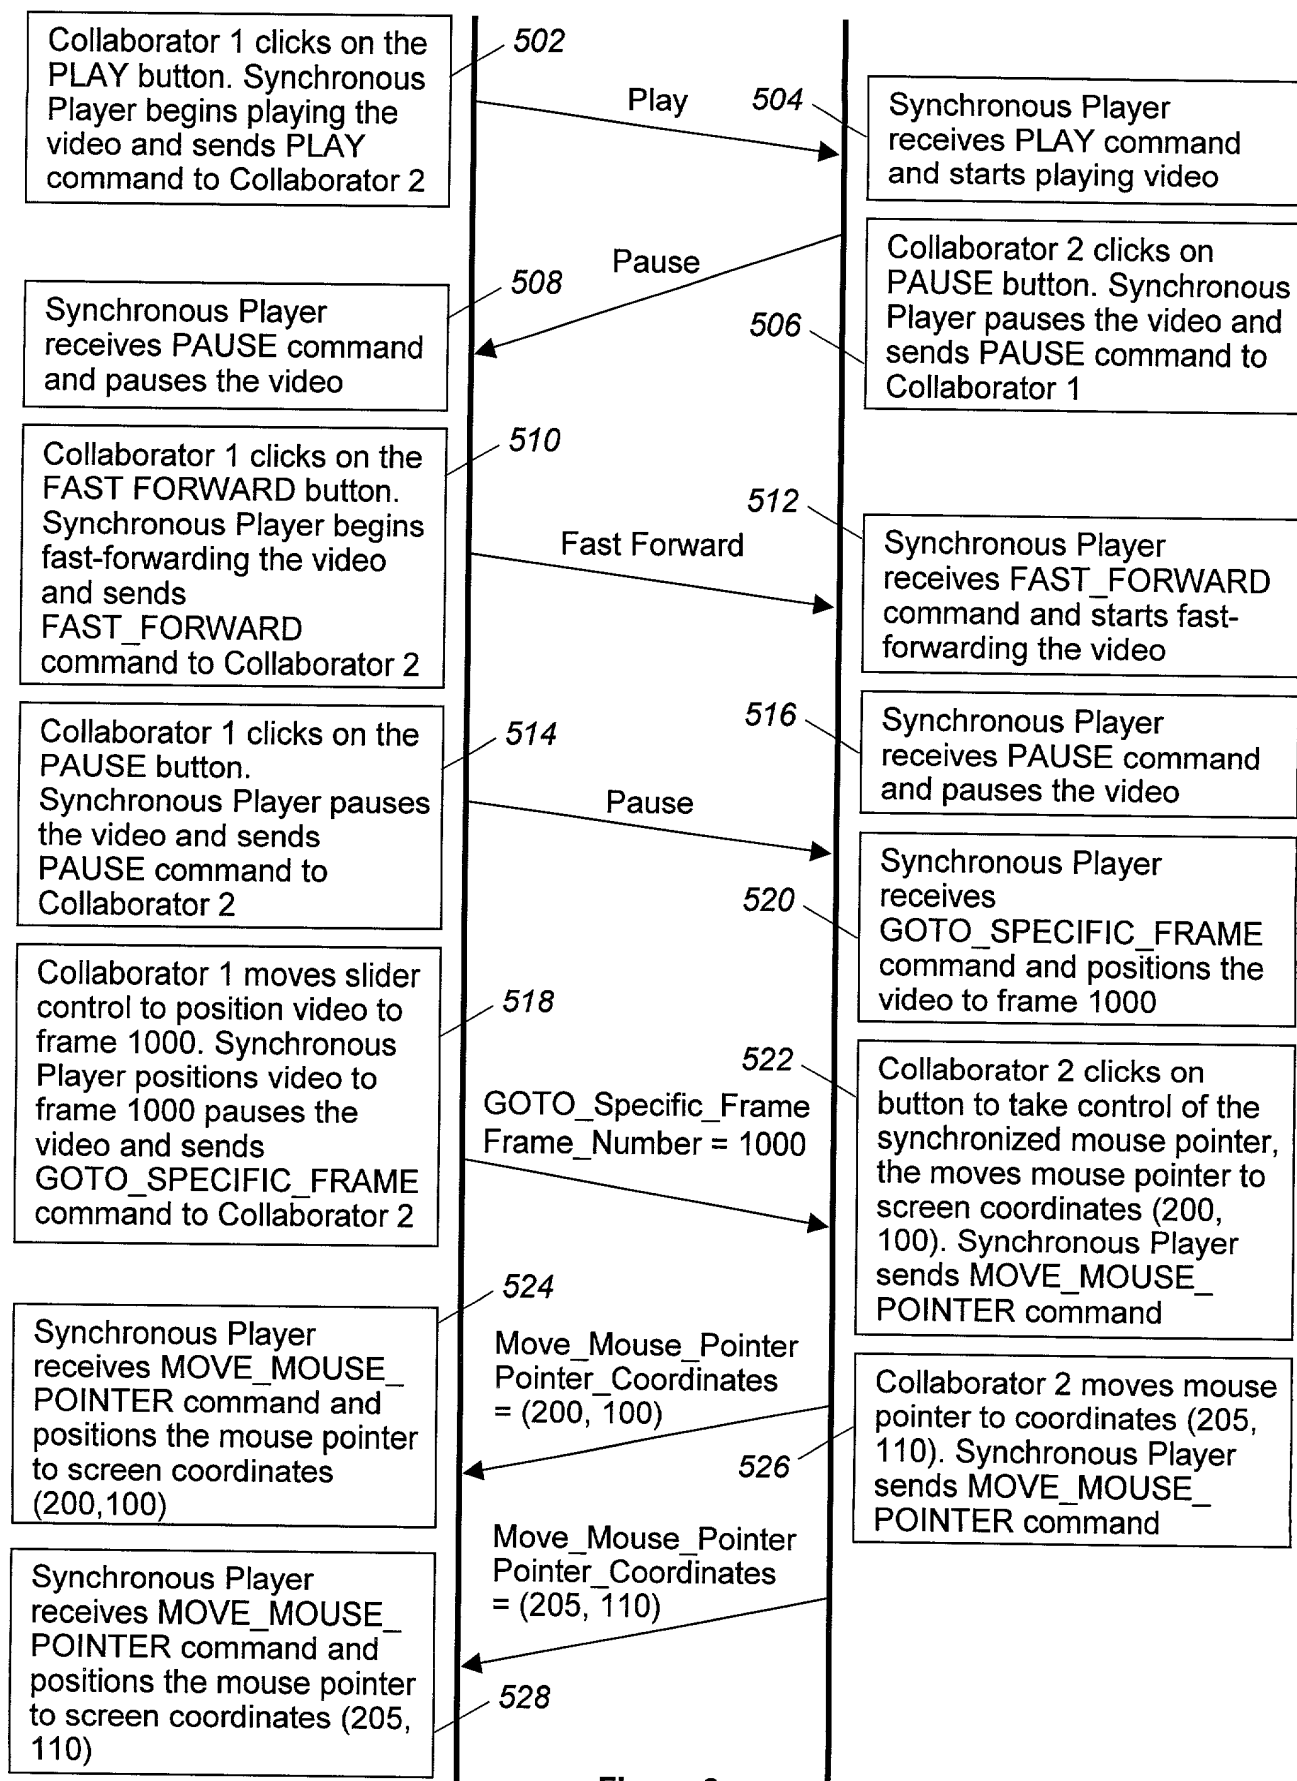 Collaborator 1 clicks on the
PLAY button. Synchronous
Player begins playing the
video and sends PLAY
command to Collaborator 2
502
Play
504
Synchronous Player
receives PLAY command
and starts playing video
Collaborator 2 clicks on
PAUSE button. Synchronous
Player pauses the video and
sends PAUSE command to
Collaborator 1
506
Pause
508
Synchronous Player
receives PAUSE command
and pauses the video
Collaborator 1 clicks on the
FAST FORWARD button.
Synchronous Player begins
fast-forwarding the video
and sends
FAST_FORWARD
command to Collaborator 2
510
Fast Forward
512
Synchronous Player
receives FAST_FORWARD
command and starts fast-
forwarding the video
Collaborator 1 clicks on the
PAUSE button.
Synchronous Player pauses
the video and sends
PAUSE command to
Collaborator 2
514
Pause
516
Synchronous Player
receives PAUSE command
and pauses the video
Collaborator 1 moves slider
control to position video to
frame 1000. Synchronous
Player positions video to
frame 1000 pauses the
video and sends
GOTO_SPECIFIC_FRAME
command to Collaborator 2
518
GOTO_Specific_Frame
Frame_Number = 1000
520
Synchronous Player
receives
GOTO_SPECIFIC_FRAME
command and positions the
video to frame 1000
522
Collaborator 2 clicks on
button to take control of the
synchronized mouse pointer,
the moves mouse pointer to
screen coordinates (200,
100). Synchronous Player
sends MOVE_MOUSE_
POINTER command
524
Move_Mouse_Pointer
Pointer_Coordinates
= (200, 100)
Synchronous Player
receives MOVE_MOUSE_
POINTER command and
positions the mouse pointer
to screen coordinates
(200,100)
526
Collaborator 2 moves mouse
pointer to coordinates (205,
110). Synchronous Player
sends MOVE_MOUSE_
POINTER command
Move_Mouse_Pointer
Pointer_Coordinates
= (205, 110)
Synchronous Player
receives MOVE_MOUSE_
POINTER command and
positions the mouse pointer
to screen coordinates (205,
110)
528